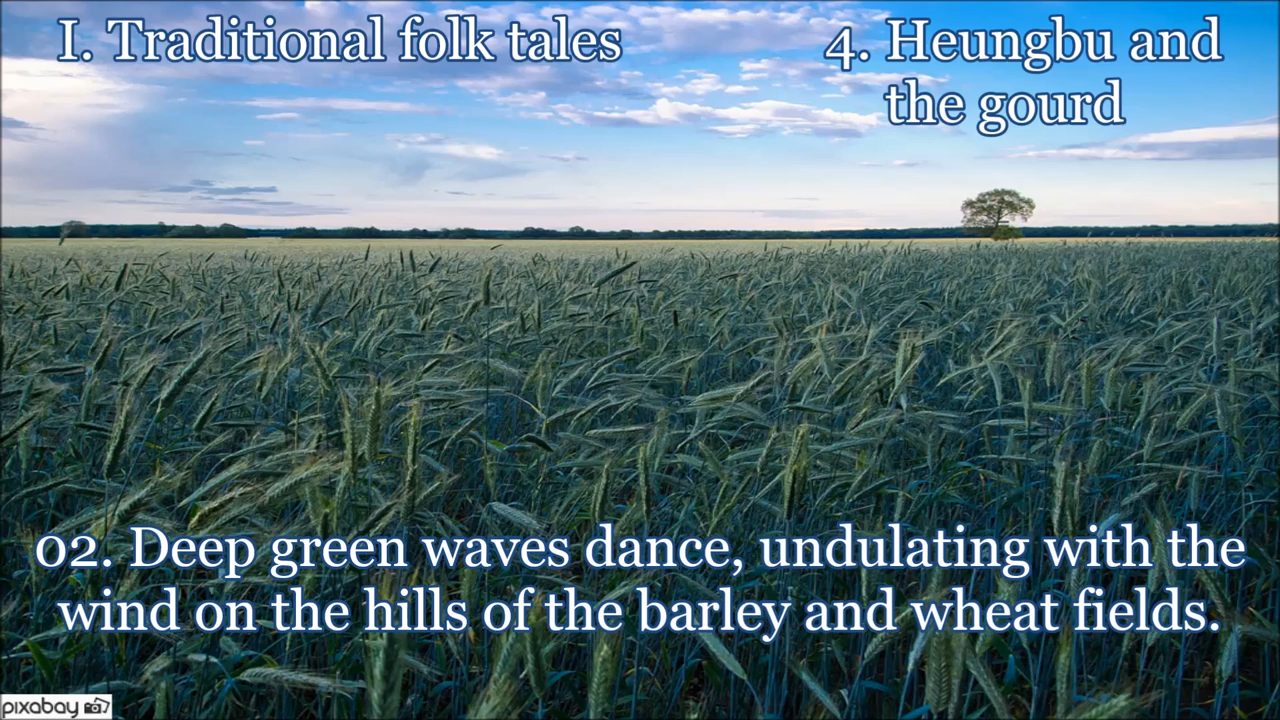 I. Traditional folk tales
4. Heungbu and
the gourd
02. Deep green waves dance, undulating with the
wind on the hills of the barley and wheat fields.
pixabay